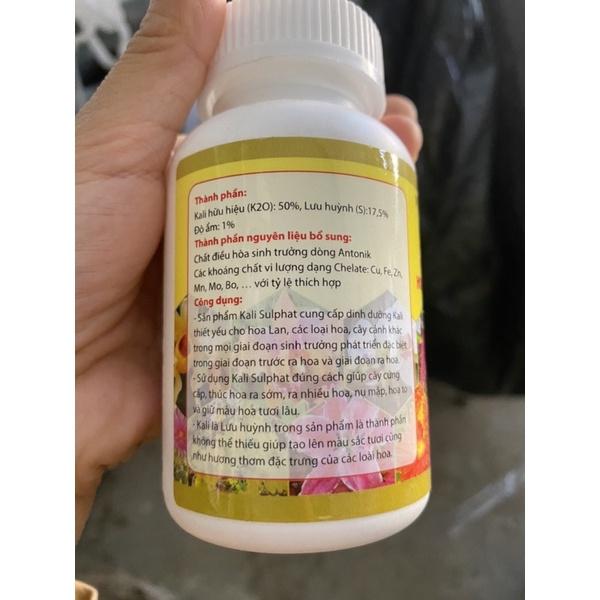 Thành phần:
Kali hữu hiệu (K2O): 50%, Lưu huỳnh (S):17,5%
Độ ẩm: 1%
Thành phần nguyên liệu bổ sung:
Chất điều hòa sinh trưởng dòng Antonik
Các khoáng chất vi lượng dạng Chelate: Cu, Fe, Zn,
Mn, Mo, Bo, ... với tỷ lệ thích hợp
Công dụng:
- Sản phẩm Kali Sulphat cung cấp dinh dưỡng Kali
thiết yếu cho hoa Lan, các loại hoa, cây cảnh khác
trong mọi giai đoạn sinh trưởng phát triển đặc biệt
trong giai đoạn trước ra hoa và giai đoạn ra hoa.
- Sử dụng Kali Sulphat đúng cách giúp cây cứng
cấp, thúc hoa ra sớm, ra nhiều hoa, nụ mập, hoa to
và giữ màu hoà tươi lâu.
- Kali là Lưu huỳnh trong sản phẩm là thành phần
không thể thiếu giúp tạo lên màu sắc tươi cũng
như hương thơm đặc trưng của các loài hoa.